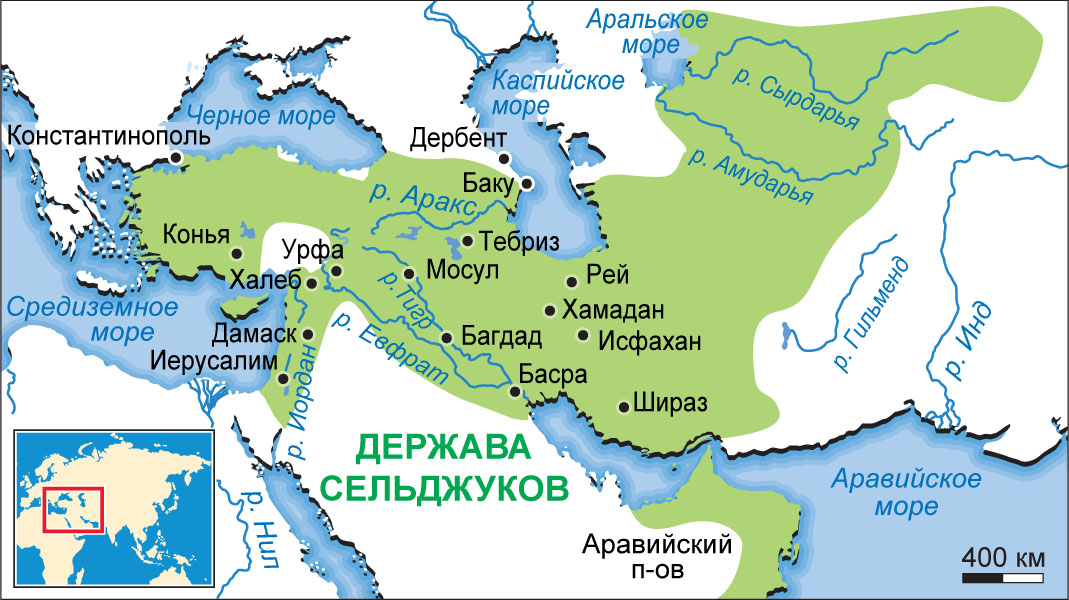 Аральское
море
р. Сырдарья
Каспийское
море
Черное море
Константинополь
Дербент
р. Амударья
Баку
р. Аракс
Конья
Урфа
Тебриз
Мосул
Рей
Халеб
р. Тигр
Хамадан
Средиземное
море
Дамаск
р. Евфрат
Багдад
Исфахан
р. Гильменд
р. Инд
Иерусалим
р. Иордан
Басра
Шираз
ДЕРЖАВА
СЕЛЬДЖУКОВ
Аравийское
море
р. Нил
Аравийский
п-ов
400 км